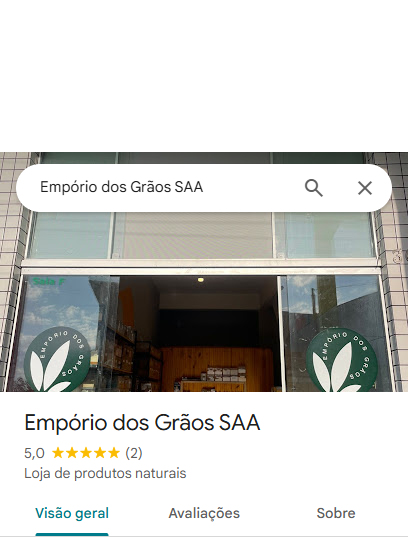 Empório dos Grãos SAA
Sala F
EMPÓRIO DOS GRÃOS
EMPÓRIO DOS GRÃOS
Empório dos Grãos SAA
5,0 ★★★★★ (2)
Loja de produtos naturais
Visão geral Avaliações Sobre